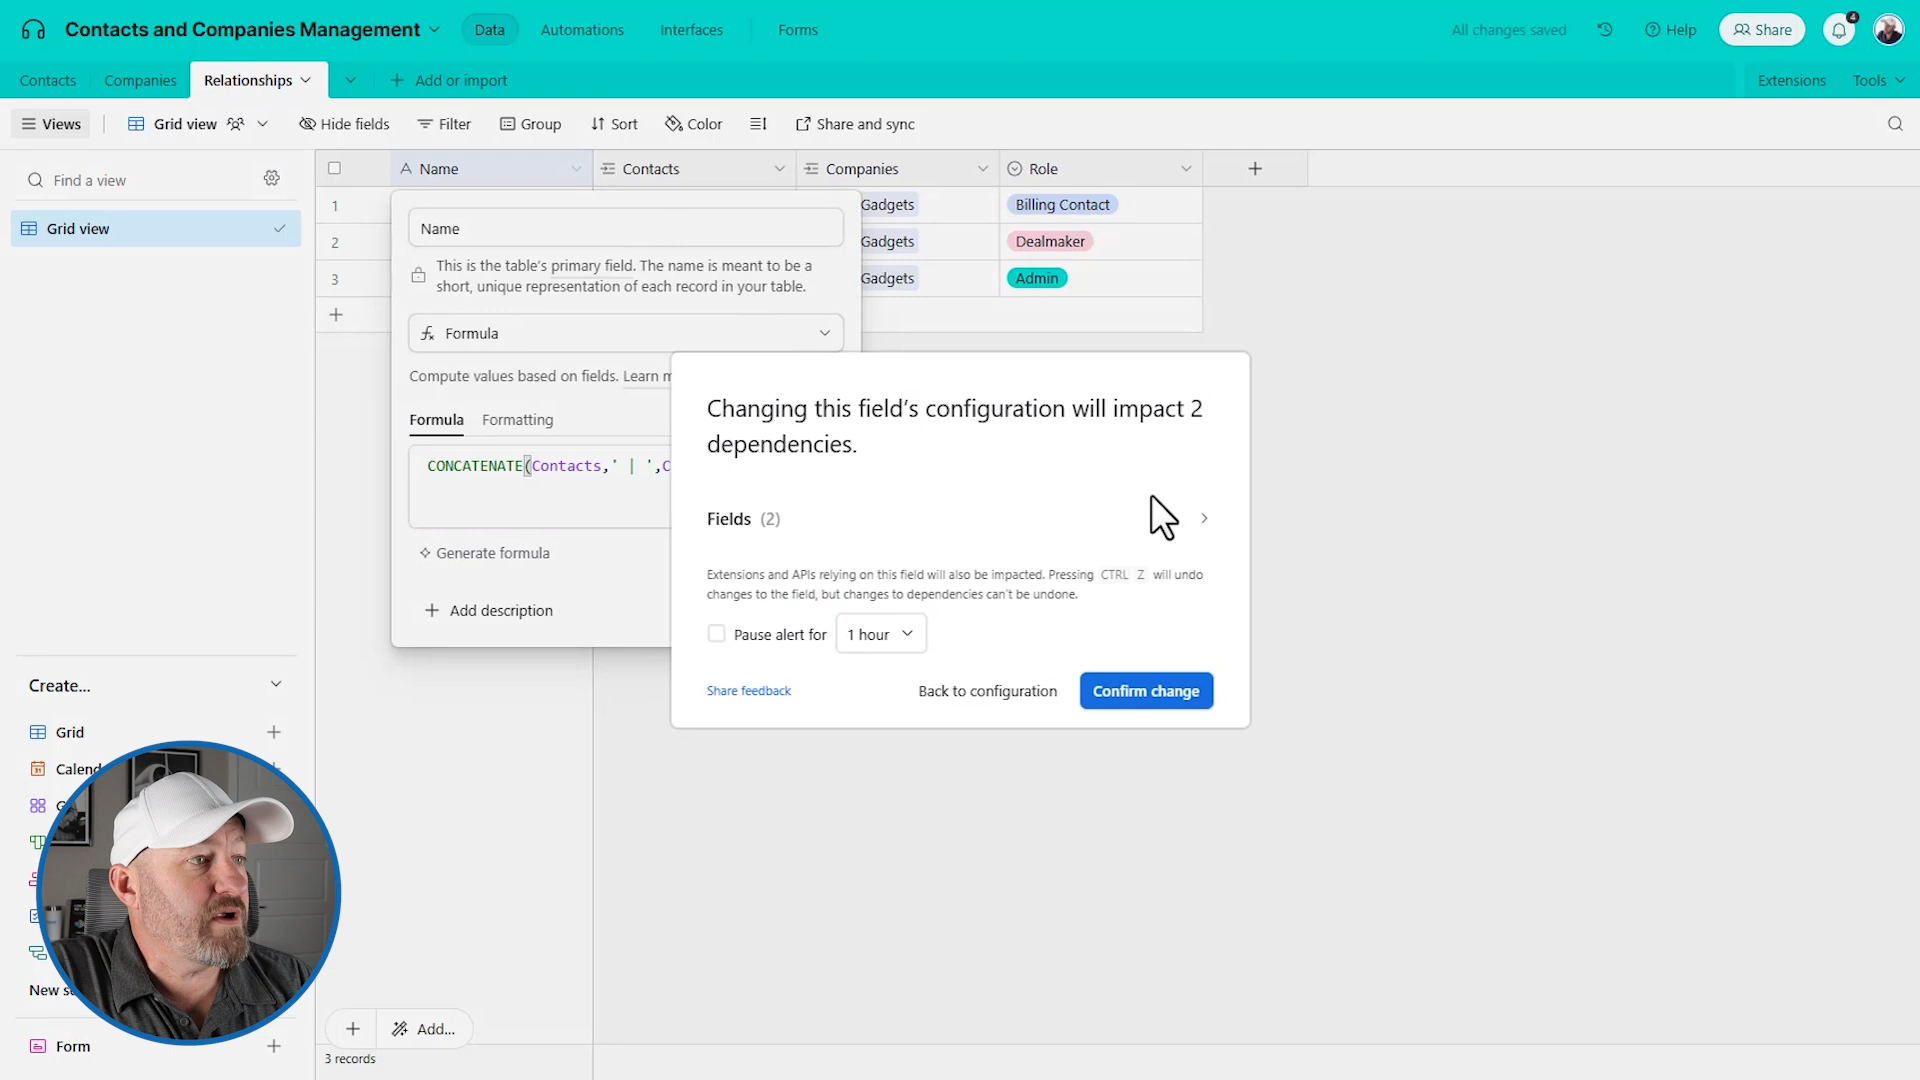 Contacts and Companies Management
Data
Automations
Interfaces
Forms
All changes saved
Help
Share
4
Contacts
Companies
Relationships
Add or import
Extensions
Tools
Views
Grid view
Hide fields
Filter
Group
Sort
Color
Share and sync
Find a view
Grid view
Name
Contacts
Companies
Role
1
Gadgets
Billing Contact
2
Gadgets
Dealmaker
3
Gadgets
Admin
Name
This is the table's primary field. The name is meant to be a
short, unique representation of each record in your table.
Formula
Compute values based on fields. Learn
Formula
Formatting
CONCATENATE(Contacts,' | ',
Generate formula
Add description
Changing this field's configuration will impact 2
dependencies.
Fields (2)
Extensions and APIs relying on this field will also be impacted. Pressing CTRL Z will undo
changes to the field, but changes to dependencies can't be undone.
Pause alert for
1 hour
Share feedback
Back to configuration
Confirm change
Create...
Grid
Calend
New s
Form
Add...
3 records